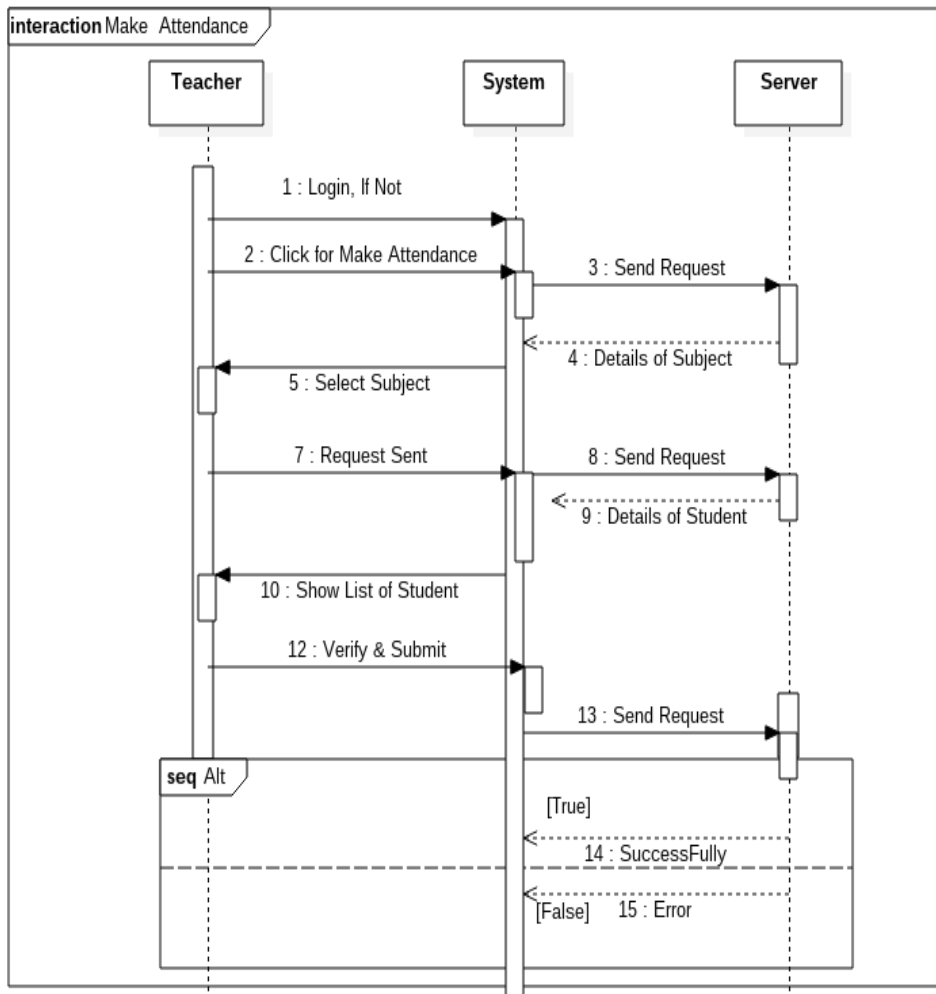 interaction Make Attendance
Teacher
System
Server
1 : Login, If Not
2 : Click for Make Attendance
3 : Send Request
4 : Details of Subject
5 : Select Subject
7 : Request Sent
8 : Send Request
9 : Details of Student
10 : Show List of Student
12 : Verify & Submit
13 : Send Request
seq Alt
[True]
14 : SuccessFully
[False]
15 : Error